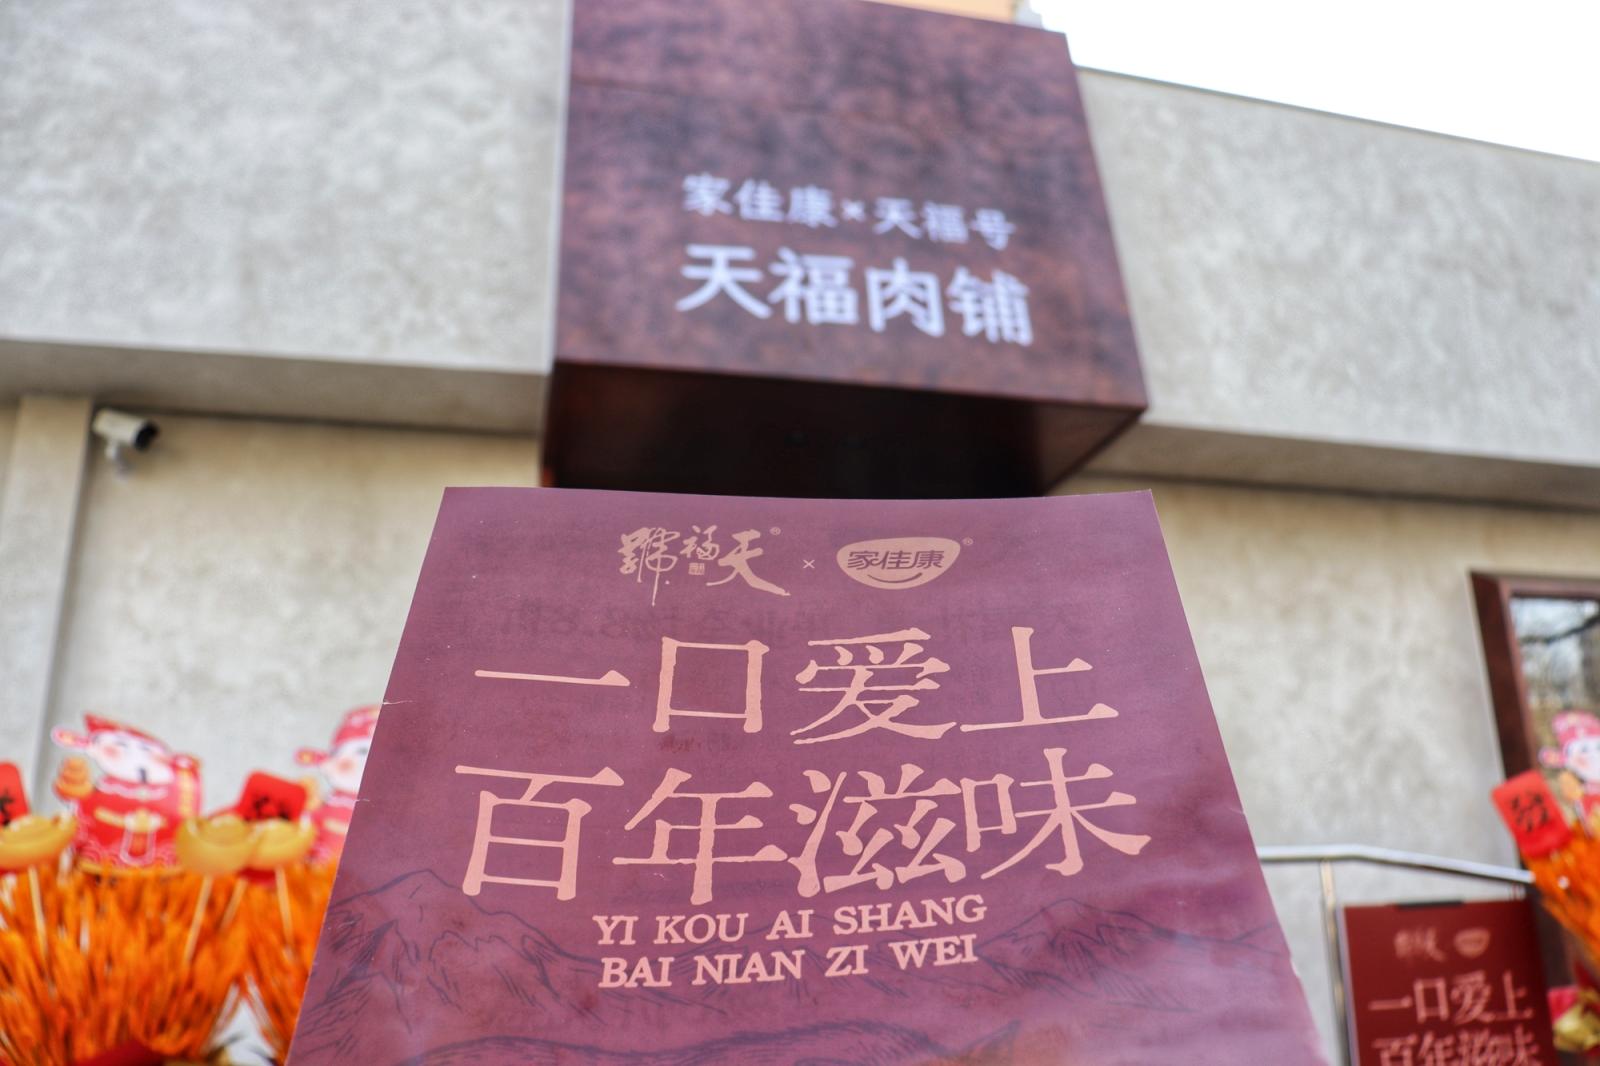 家佳康×天福号
天福肉铺
號福天® × 家佳康®
一口爱上
百年滋味
YI KOU AI SHANG
BAI NIAN ZI WEI
一口爱上
百年滋味